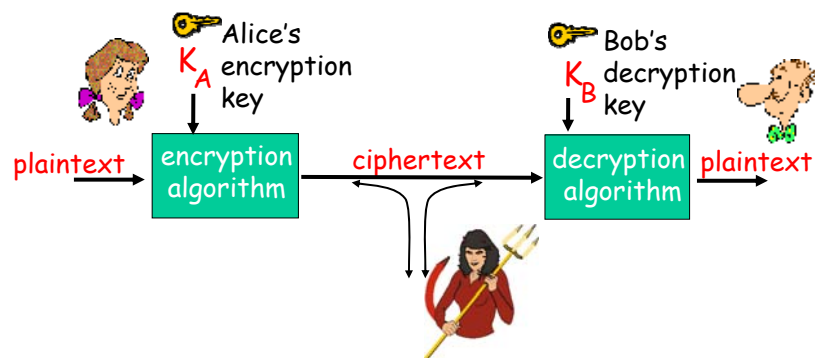 Alice's
K_A encryption
key
Bob's
K_B decryption
key
plaintext
encryption
algorithm
ciphertext
decryption
algorithm
plaintext